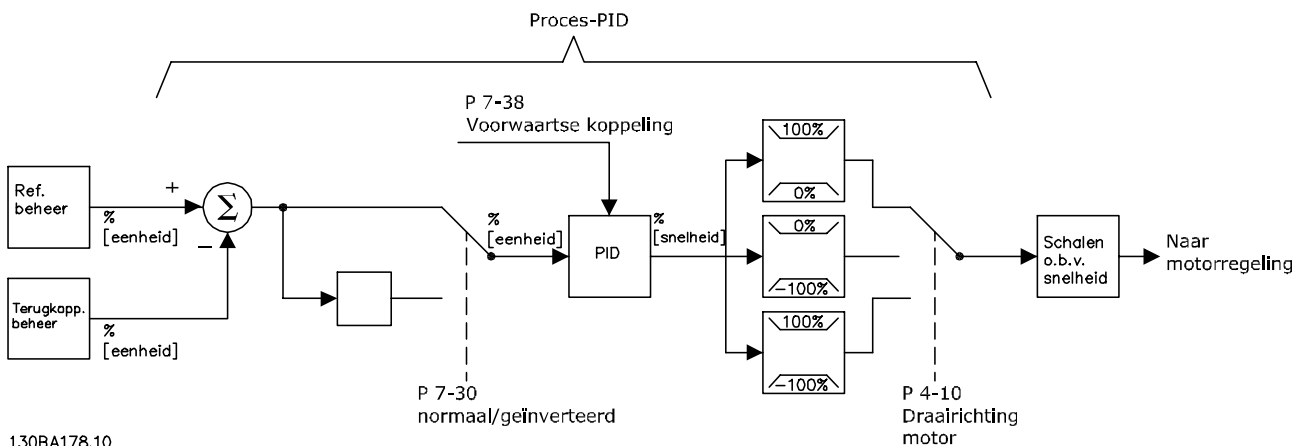 Proces-PID
P 7-38
Voorwaartse koppeling
100%
0%
Ref.
beheer
+
Σ
%
[eenheid]
−
%
[eenheid]
PID
%
[snelheid]
0%
−100%
Schalen
o.b.v.
snelheid
Naar
motorregeling
Terugkopp.
beheer
%
[eenheid]
100%
−100%
P 7-30
normaal/geïnverteerd
P 4-10
Draairichting
motor
130BA178.10